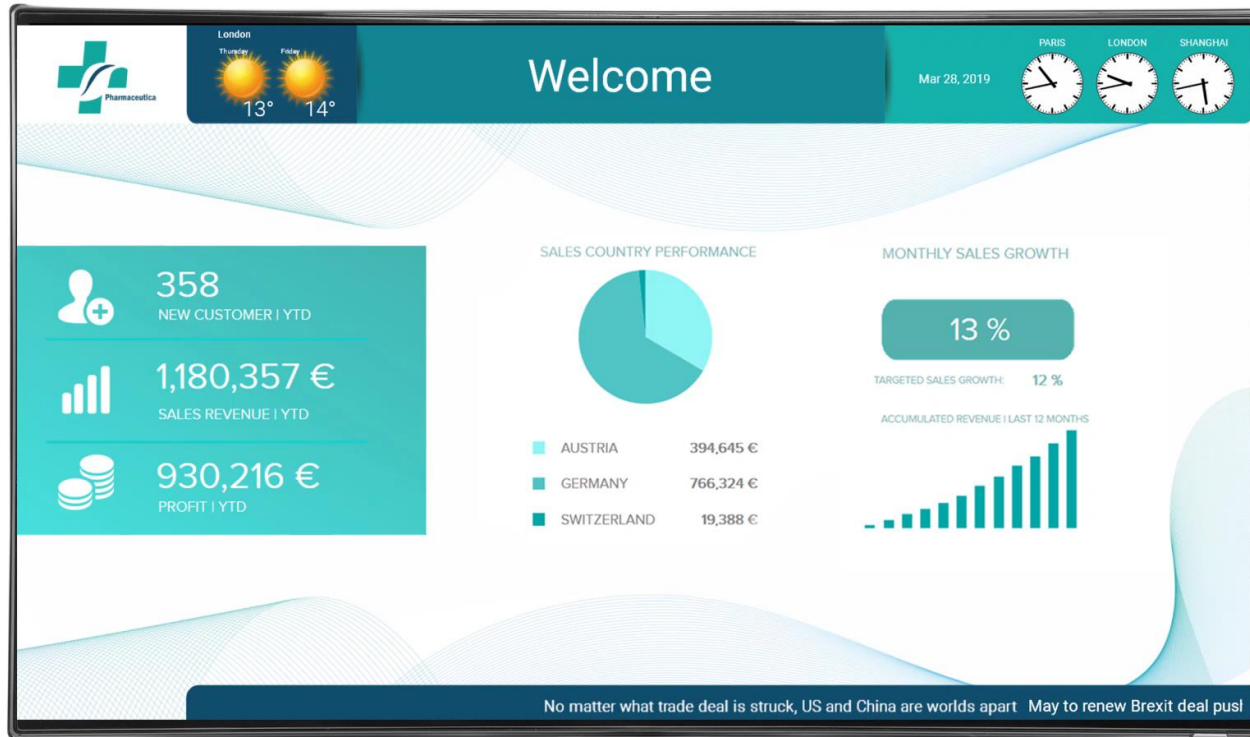 Pharmaceutica
London
Thursday Friday
13° 14°
Welcome
Mar 28, 2019
PARIS LONDON SHANGHAI
358
NEW CUSTOMER | YTD
1,180,357 €
SALES REVENUE | YTD
930,216 €
PROFIT | YTD
SALES COUNTRY PERFORMANCE
AUSTRIA 394,645 €
GERMANY 766,324 €
SWITZERLAND 19,388 €
MONTHLY SALES GROWTH
13 %
TARGETED SALES GROWTH: 12 %
ACCUMULATED REVENUE | LAST 12 MONTHS
No matter what trade deal is struck, US and China are worlds apart May to renew Brexit deal